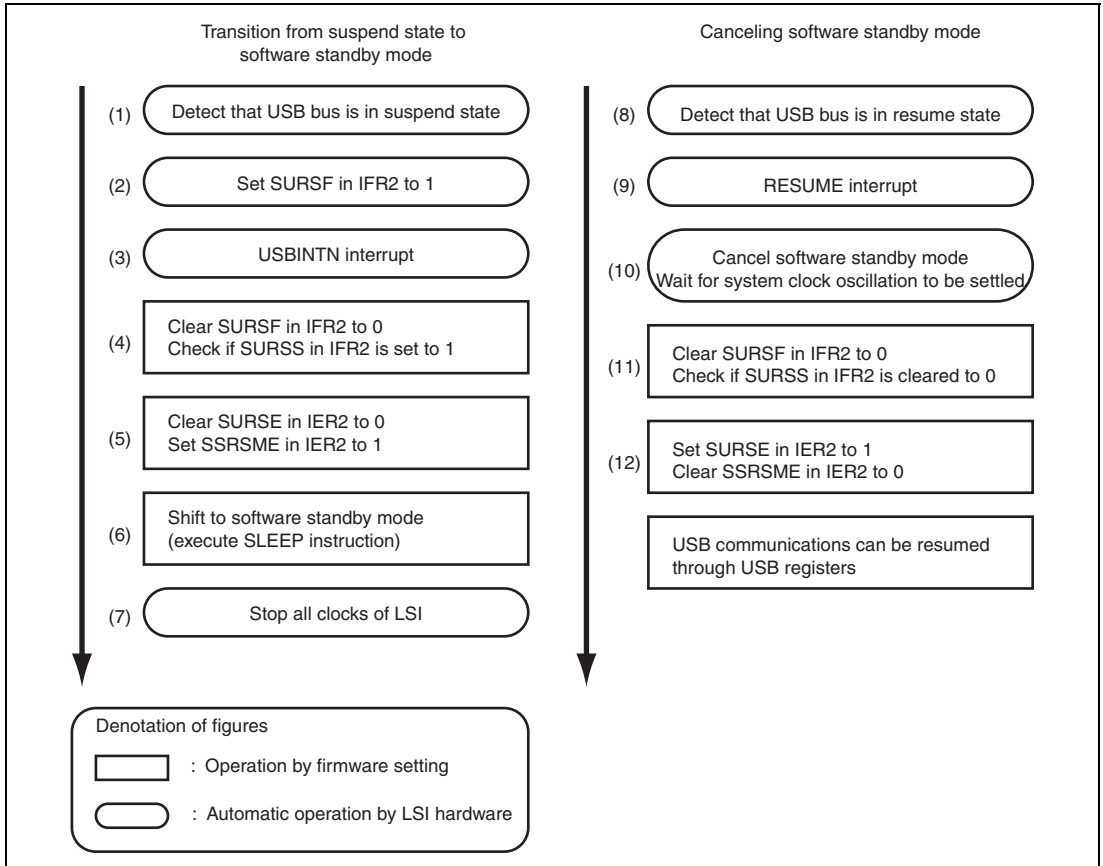 Transition from suspend state to
software standby mode
(1) Detect that USB bus is in suspend state
(2) Set SURSF in IFR2 to 1
(3) USBINTN interrupt
(4) Clear SURSF in IFR2 to 0
Check if SURSS in IFR2 is set to 1
(5) Clear SURSE in IER2 to 0
Set SSRSME in IER2 to 1
(6) Shift to software standby mode
(execute SLEEP instruction)
(7) Stop all clocks of LSI
Canceling software standby mode
(8) Detect that USB bus is in resume state
(9) RESUME interrupt
(10) Cancel software standby mode
Wait for system clock oscillation to be settled
(11) Clear SURSF in IFR2 to 0
Check if SURSS in IFR2 is cleared to 0
(12) Set SURSE in IER2 to 1
Clear SSRSME in IER2 to 0
USB communications can be resumed
through USB registers
Denotation of figures
: Operation by firmware setting
: Automatic operation by LSI hardware